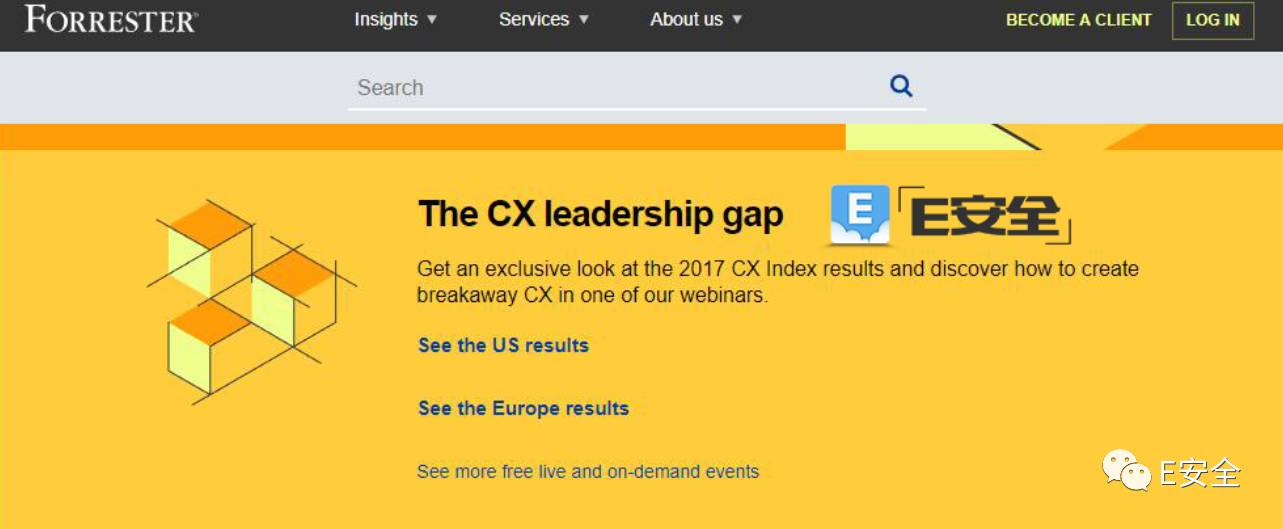 FORRESTER®
Insights ▼ Services ▼ About us ▼ BECOME A CLIENT LOG IN
Search
The CX leadership gap
E E安全
Get an exclusive look at the 2017 CX Index results and discover how to create
breakaway CX in one of our webinars.
See the US results
See the Europe results
See more free live and on-demand events
E安全